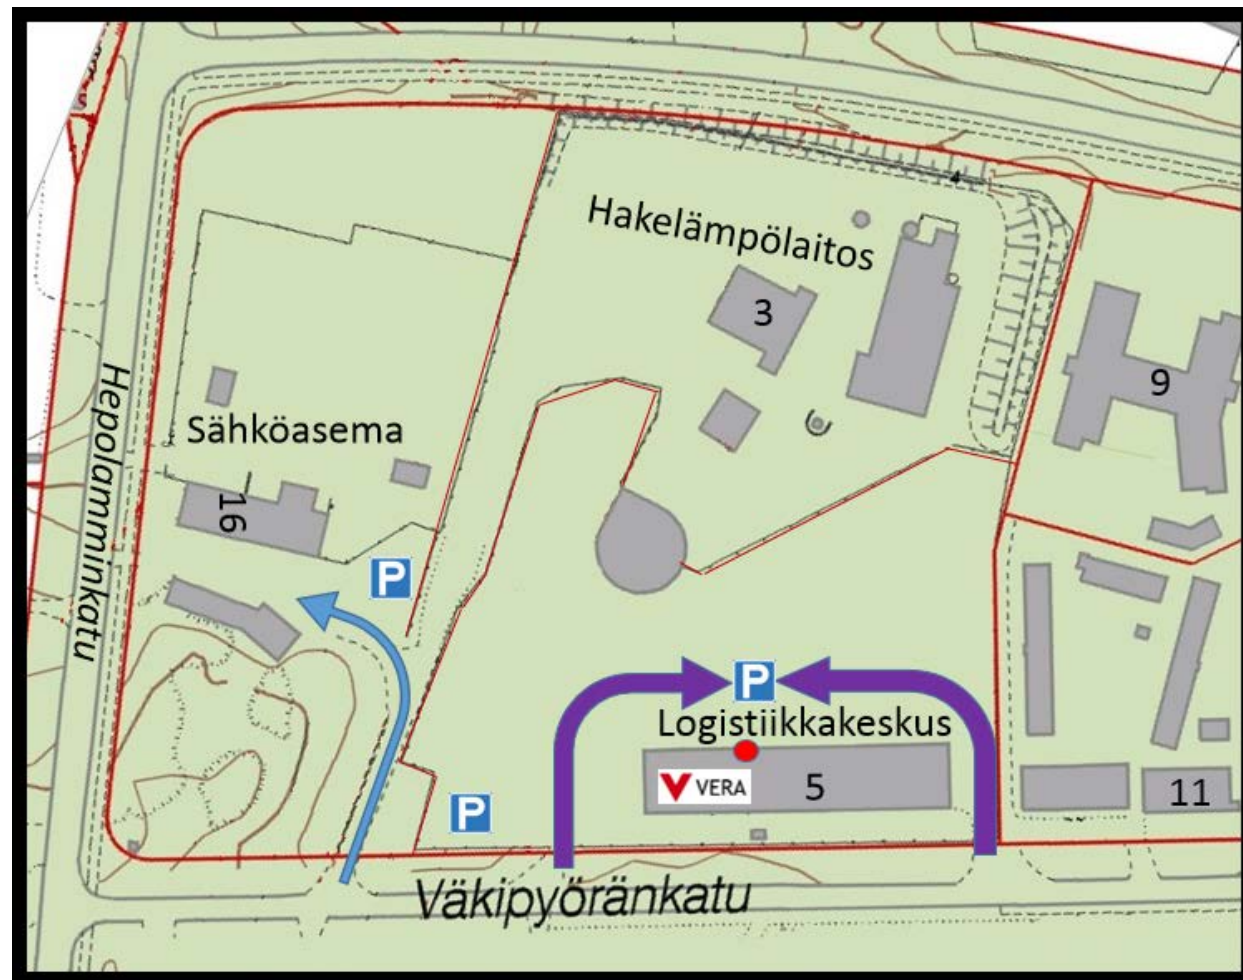 Hakelämpölaitos
3
9
Hepolamminkatu
Sähköasema
16
P
P
Logistiikkakeskus
VERA
5
11
P
Väkipyöränkatu